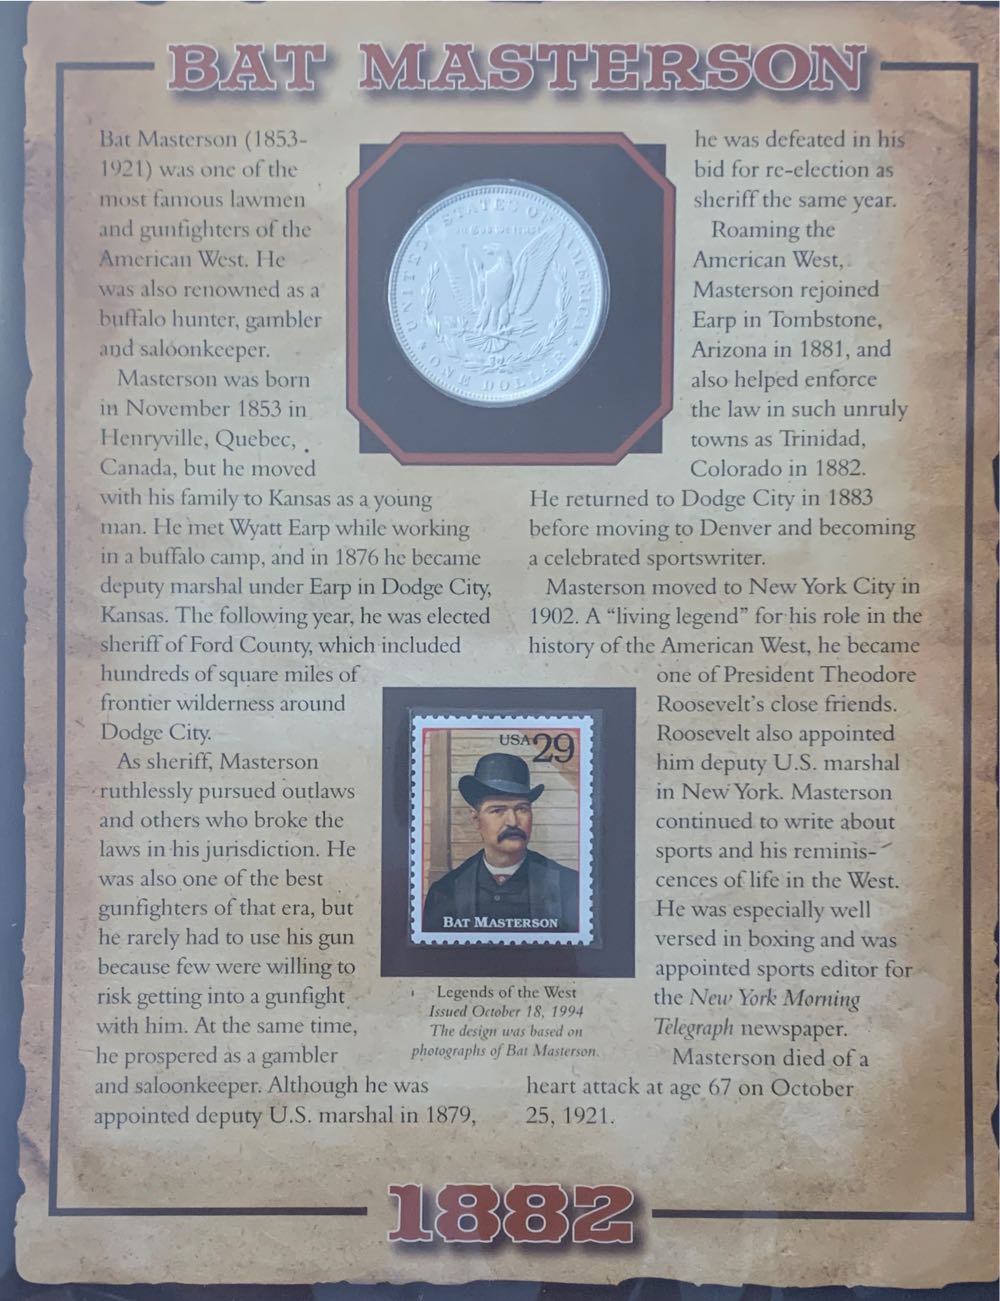 BAT MASTERSON
Bat Masterson (1853-
1921) was one of the
most famous lawmen
and gunfighters of the
American West. He
was also renowned as a
buffalo hunter, gambler
and saloonkeeper.
Masterson was born
in November 1853 in
Henryville, Quebec,
Canada, but he moved
with his family to Kansas as a young
man. He met Wyatt Earp while working
in a buffalo camp, and in 1876 he became
deputy marshal under Earp in Dodge City,
Kansas. The following year, he was elected
sheriff of Ford County, which included
hundreds of square miles of
frontier wilderness around
Dodge City.
As sheriff, Masterson
ruthlessly pursued outlaws
and others who broke the
laws in his jurisdiction. He
was also one of the best
gunfighters of that era, but
he rarely had to use his gun
because few were willing to
risk getting into a gunfight
with him. At the same time,
he prospered as a gambler
and saloonkeeper. Although he was
appointed deputy U.S. marshal in 1879,
UNITED STATES OF AMERICA
In God we trust
ONE DOLLAR
USA 29
BAT MASTERSON
Legends of the West
Issued October 18, 1994
The design was based on
photographs of Bat Masterson.
he was defeated in his
bid for re-election as
sheriff the same year.
Roaming the
American West,
Masterson rejoined
Earp in Tombstone,
Arizona in 1881, and
also helped enforce
the law in such unruly
towns as Trinidad,
Colorado in 1882.
He returned to Dodge City in 1883
before moving to Denver and becoming
a celebrated sportswriter.
Masterson moved to New York City in
1902. A “living legend” for his role in the
history of the American West, he became
one of President Theodore
Roosevelt’s close friends.
Roosevelt also appointed
him deputy U.S. marshal
in New York. Masterson
continued to write about
sports and his reminis-
cences of life in the West.
He was especially well
versed in boxing and was
appointed sports editor for
the New York Morning
Telegraph newspaper.
Masterson died of a
heart attack at age 67 on October
25, 1921.
1882